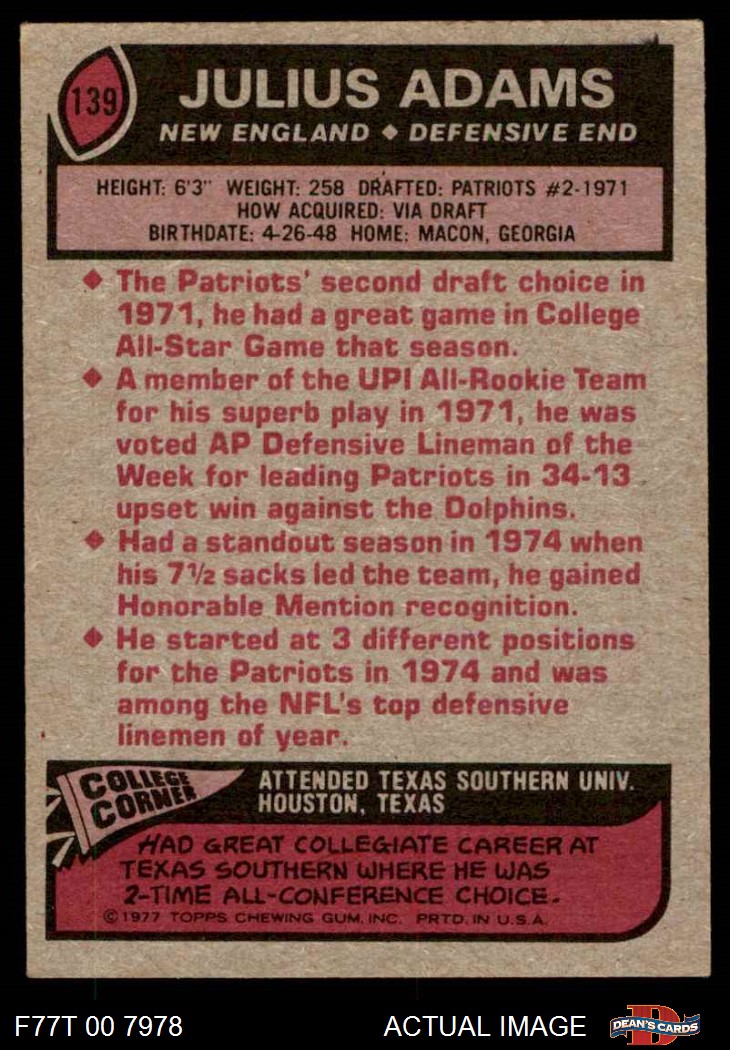 139
JULIUS ADAMS
NEW ENGLAND ◆ DEFENSIVE END
HEIGHT: 6'3" WEIGHT: 258 DRAFTED: PATRIOTS #2-1971
HOW ACQUIRED: VIA DRAFT
BIRTHDATE: 4-26-48 HOME: MACON, GEORGIA
◆ The Patriots' second draft choice in
1971, he had a great game in College
All-Star Game that season.
◆ A member of the UPI All-Rookie Team
for his superb play in 1971, he was
voted AP Defensive Lineman of the
Week for leading Patriots in 34-13
upset win against the Dolphins.
◆ Had a standout season in 1974 when
his 7½ sacks led the team, he gained
Honorable Mention recognition.
◆ He started at 3 different positions
for the Patriots in 1974 and was
among the NFL's top defensive
linemen of year.
COLLEGE
CORNER
ATTENDED TEXAS SOUTHERN UNIV.
HOUSTON, TEXAS
HAD GREAT COLLEGIATE CAREER AT
TEXAS SOUTHERN WHERE HE WAS
2-TIME ALL-CONFERENCE CHOICE.
©1977 TOPPS CHEWING GUM, INC. PRTD. IN U.S.A.
F77T 00 7978
ACTUAL IMAGE
D
DEAN'S CARDS